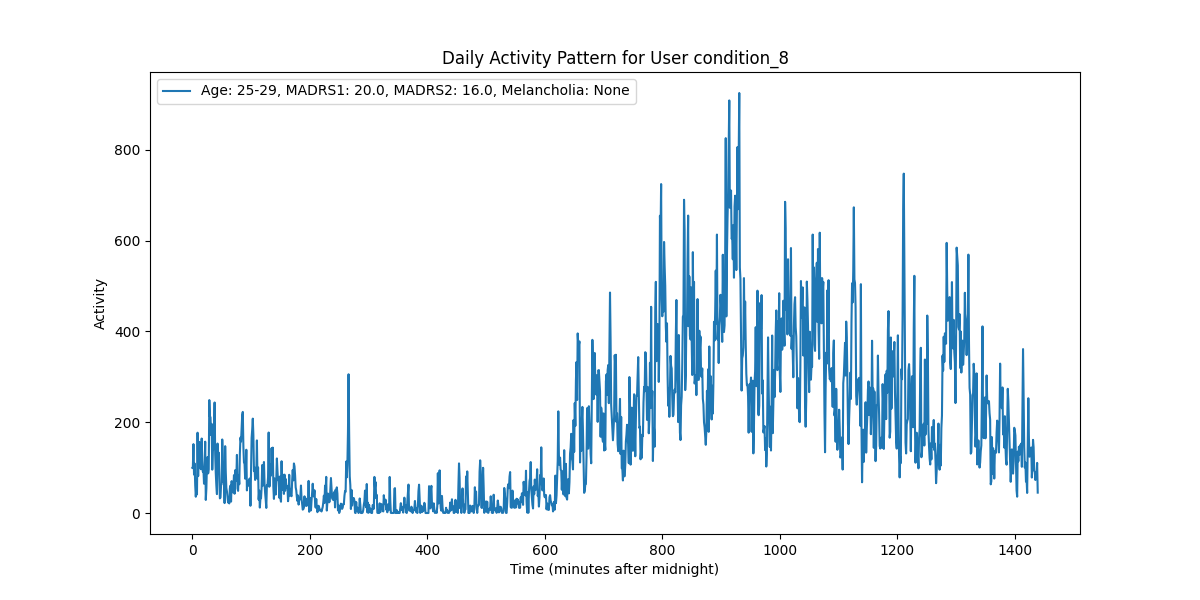 Daily Activity Pattern for User condition_8
Age: 25-29, MADRS1: 20.0, MADRS2: 16.0, Melancholia: None
Activity
800
600
400
200
0
0 200 400 600 800 1000 1200 1400
Time (minutes after midnight)